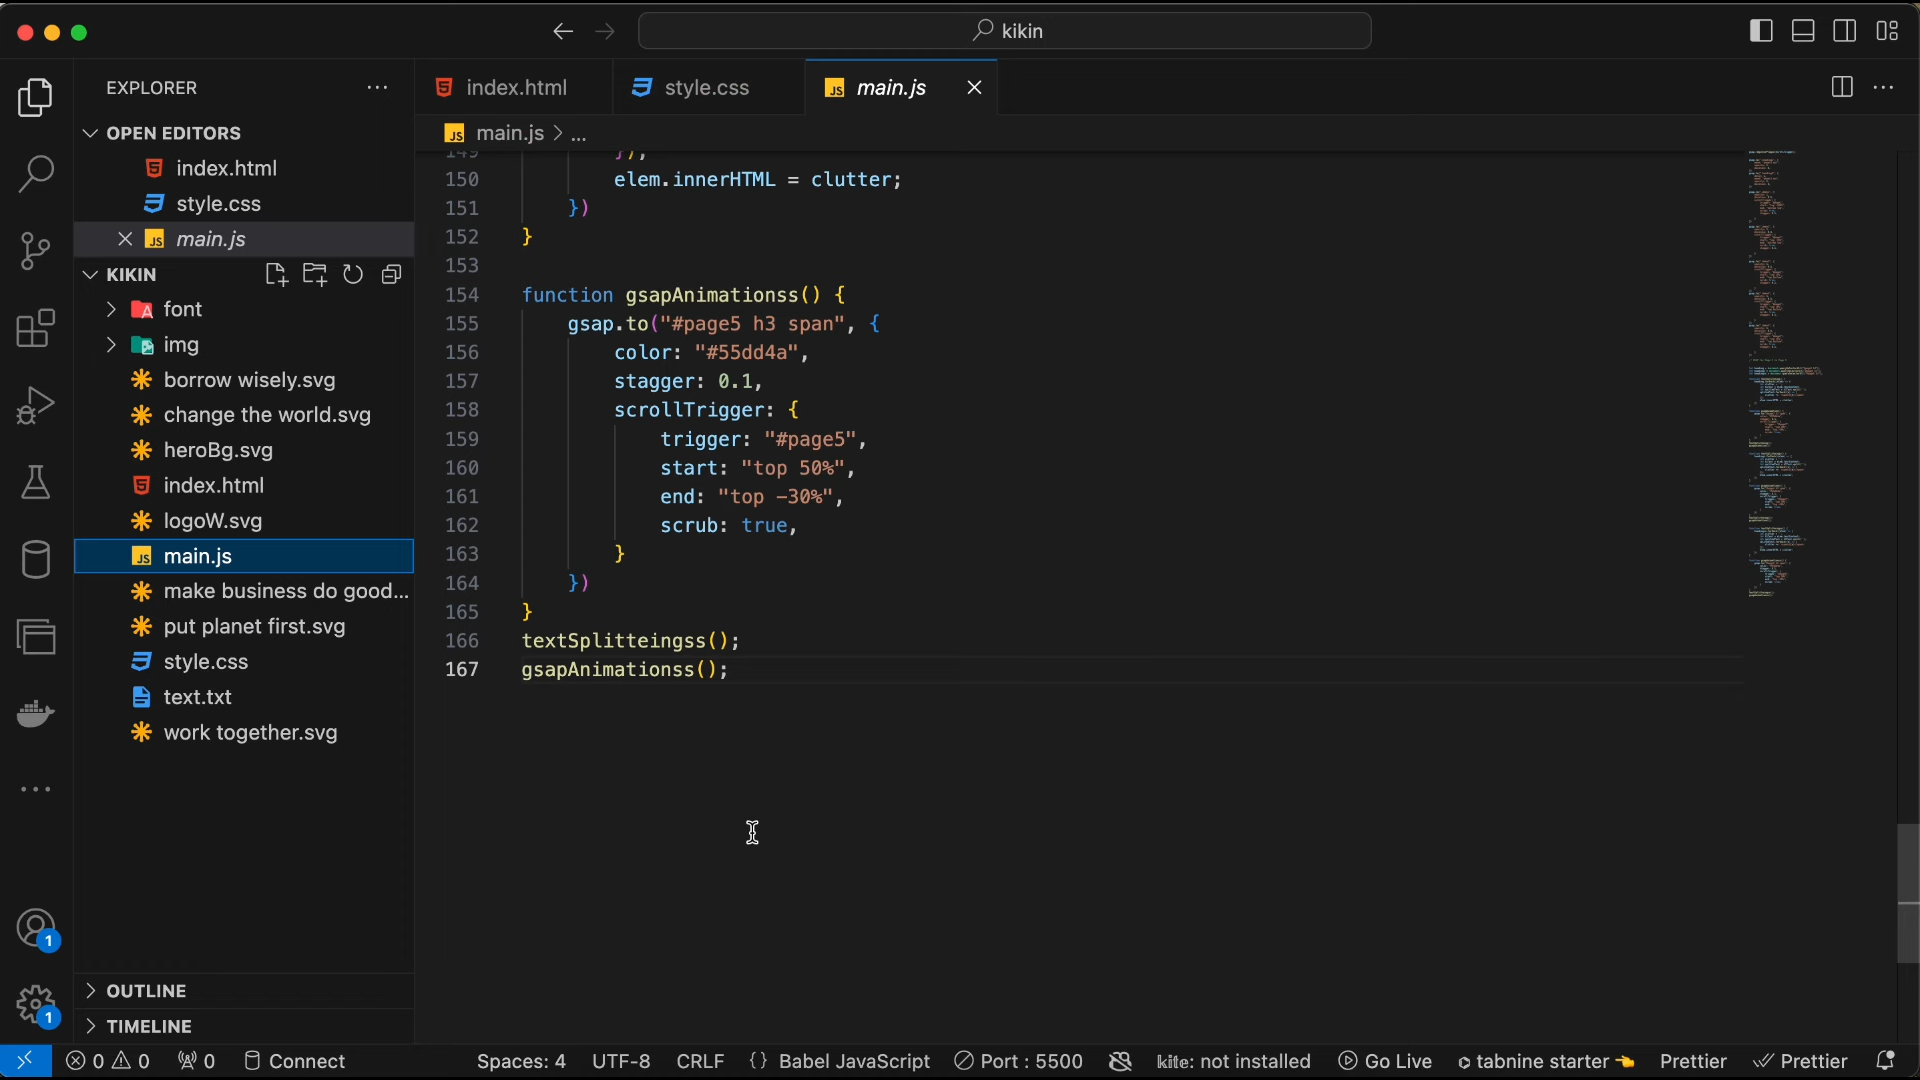 kikin
EXPLORER
index.html
style.css
main.js
OPEN EDITORS
index.html
style.css
main.js
KIKIN
font
img
borrow wisely.svg
change the world.svg
heroBg.svg
index.html
logoW.svg
main.js
make business do good...
put planet first.svg
style.css
text.txt
work together.svg
OUTLINE
TIMELINE
main.js > ...
149 });
150 elem.innerHTML = clutter;
151 })
152 }
153
154 function gsapAnimationss() {
155 gsap.to("#page5 h3 span", {
156 color: "#55dd4a",
157 stagger: 0.1,
158 scrollTrigger: {
159 trigger: "#page5",
160 start: "top 50%",
161 end: "top -30%",
162 scrub: true,
163 }
164 })
165 }
166 textSplitteingss();
167 gsapAnimationss();
1
1
0 0 0 Connect Spaces: 4 UTF-8 CRLF {} Babel JavaScript Port : 5500 kite: not installed Go Live tabnine starter Prettier Prettier